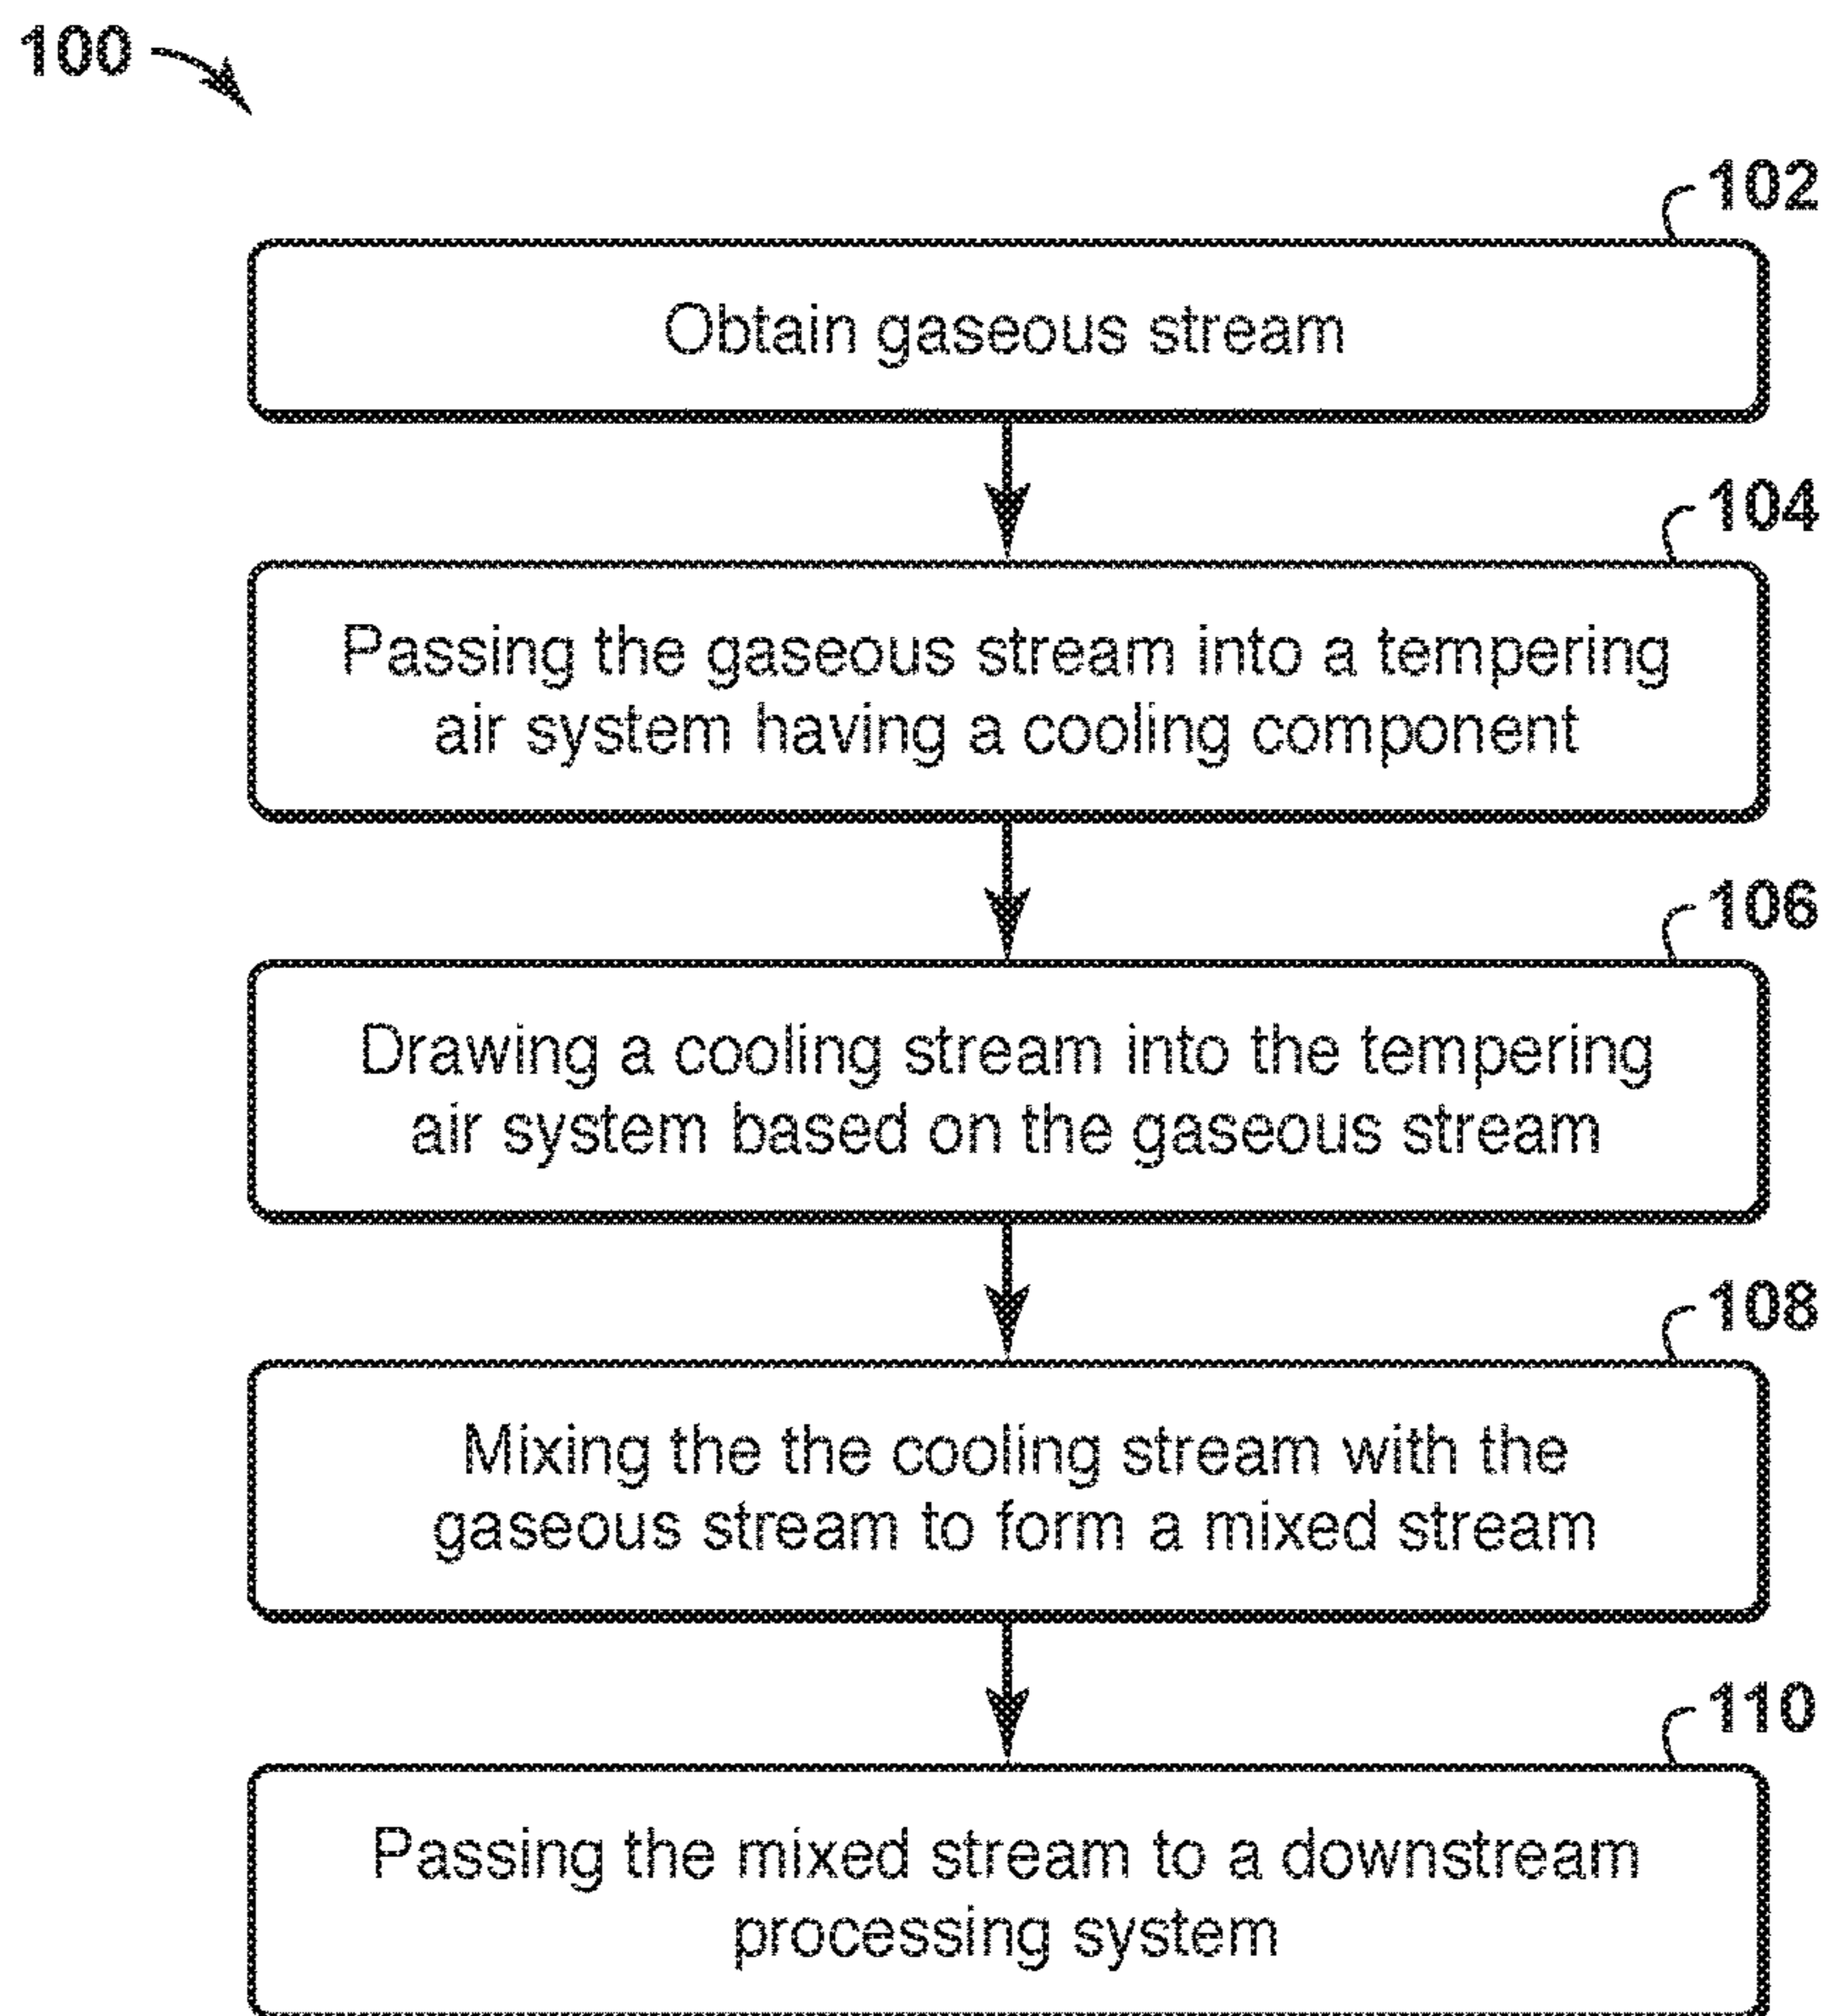 100
102
Obtain gaseous stream
104
Passing the gaseous stream into a tempering
air system having a cooling component
106
Drawing a cooling stream into the tempering
air system based on the gaseous stream
108
Mixing the the cooling stream with the
gaseous stream to form a mixed stream
110
Passing the mixed stream to a downstream
processing system